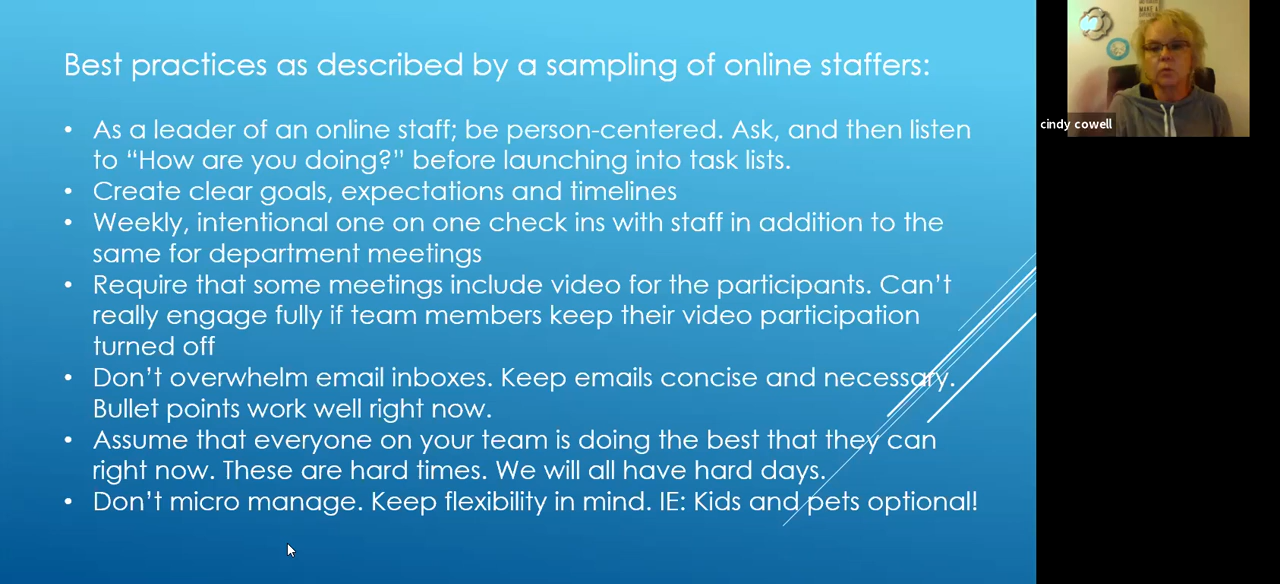 Best practices as described by a sampling of online staffers:
• As a leader of an online staff; be person-centered. Ask, and then listen
to “How are you doing?” before launching into task lists.
• Create clear goals, expectations and timelines
• Weekly, intentional one on one check ins with staff in addition to the
same for department meetings
• Require that some meetings include video for the participants. Can’t
really engage fully if team members keep their video participation
turned off
• Don’t overwhelm email inboxes. Keep emails concise and necessary.
Bullet points work well right now.
• Assume that everyone on your team is doing the best that they can
right now. These are hard times. We will all have hard days.
• Don’t micro manage. Keep flexibility in mind. IE: Kids and pets optional!
MAKE A
cindy cowell